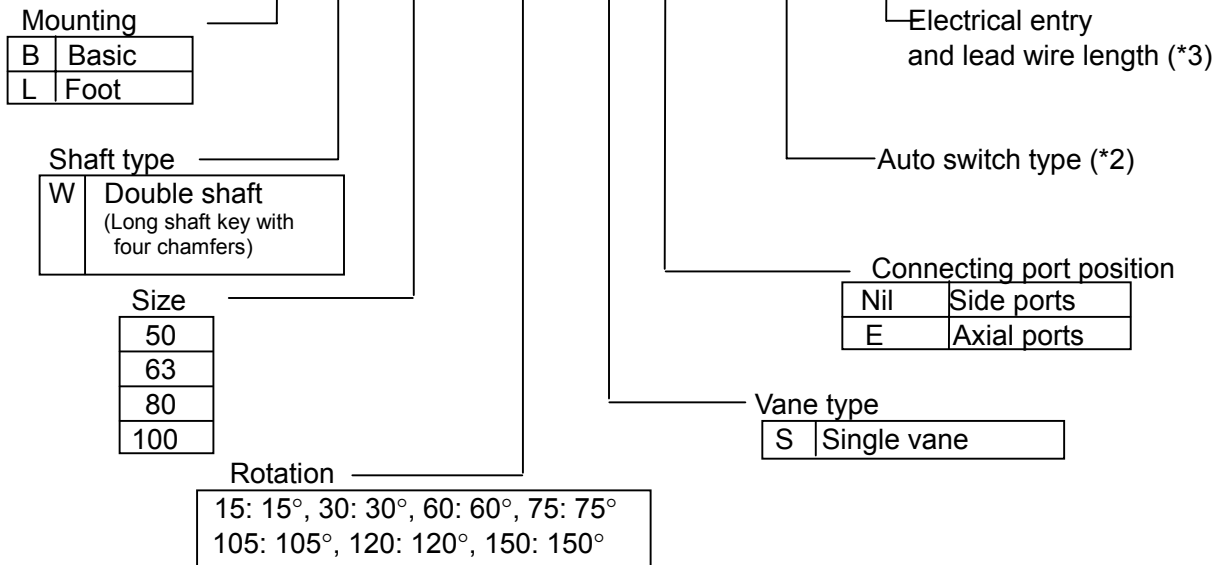 Mounting
B Basic
L Foot
Electrical entry
and lead wire length (*3)
Shaft type
W Double shaft
(Long shaft key with
four chamfers)
Auto switch type (*2)
Connecting port position
Nil Side ports
E Axial ports
Size
50
63
80
100
Vane type
S Single vane
Rotation
15: 15°, 30: 30°, 60: 60°, 75: 75°
105: 105°, 120: 120°, 150: 150°